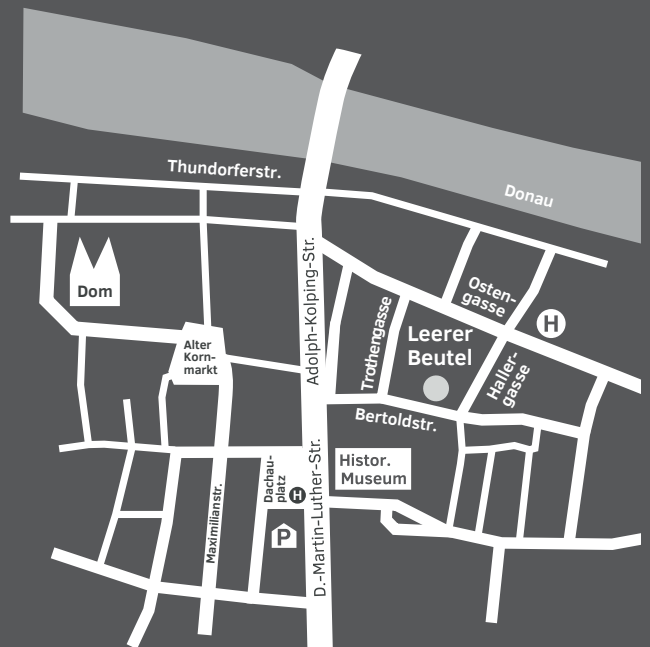 Thundorferstr.
Donau
Adolph-Kolping-Str.
Dom
Osten-
gasse
H
Trothengasse
Leerer
Beutel
Alter
Korn-
markt
Haller-
gasse
Bertoldstr.
D.-Martin-Luther-Str.
Histor.
Museum
Dachau-
platz
H
Maximilianstr.
P